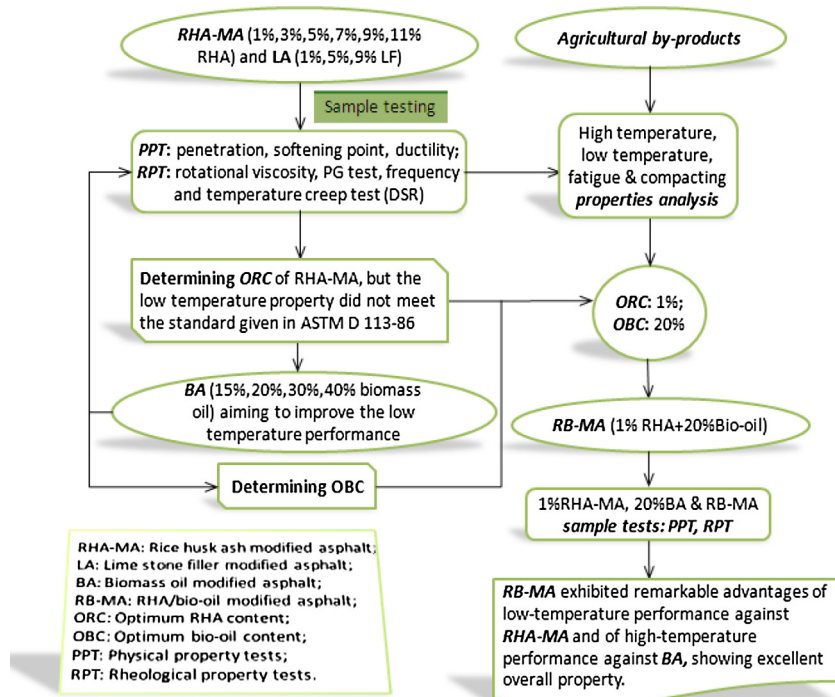 RHA-MA (1%,3%,5%,7%,9%,11%
RHA) and LA (1%,5%,9% LF)
Sample testing
PPT: penetration, softening point, ductility;
RPT: rotational viscosity, PG test, frequency
and temperature creep test (DSR)
Determining ORC of RHA-MA, but the
low temperature property did not meet
the standard given in ASTM D 113-86
BA (15%,20%,30%,40% biomass
oil) aiming to improve the low
temperature performance
Determining OBC
Agricultural by-products
High temperature,
low temperature,
fatigue & compacting
properties analysis
ORC: 1%;
OBC: 20%
RB-MA (1% RHA+20%Bio-oil)
1%RHA-MA, 20%BA & RB-MA
sample tests: PPT, RPT
RB-MA exhibited remarkable advantages of
low-temperature performance against
RHA-MA and of high-temperature
performance against BA, showing excellent
overall property.
RHA-MA: Rice husk ash modified asphalt;
LA: Lime stone filler modified asphalt;
BA: Biomass oil modified asphalt;
RB-MA: RHA/bio-oil modified asphalt;
ORC: Optimum RHA content;
OBC: Optimum bio-oil content;
PPT: Physical property tests;
RPT: Rheological property tests.